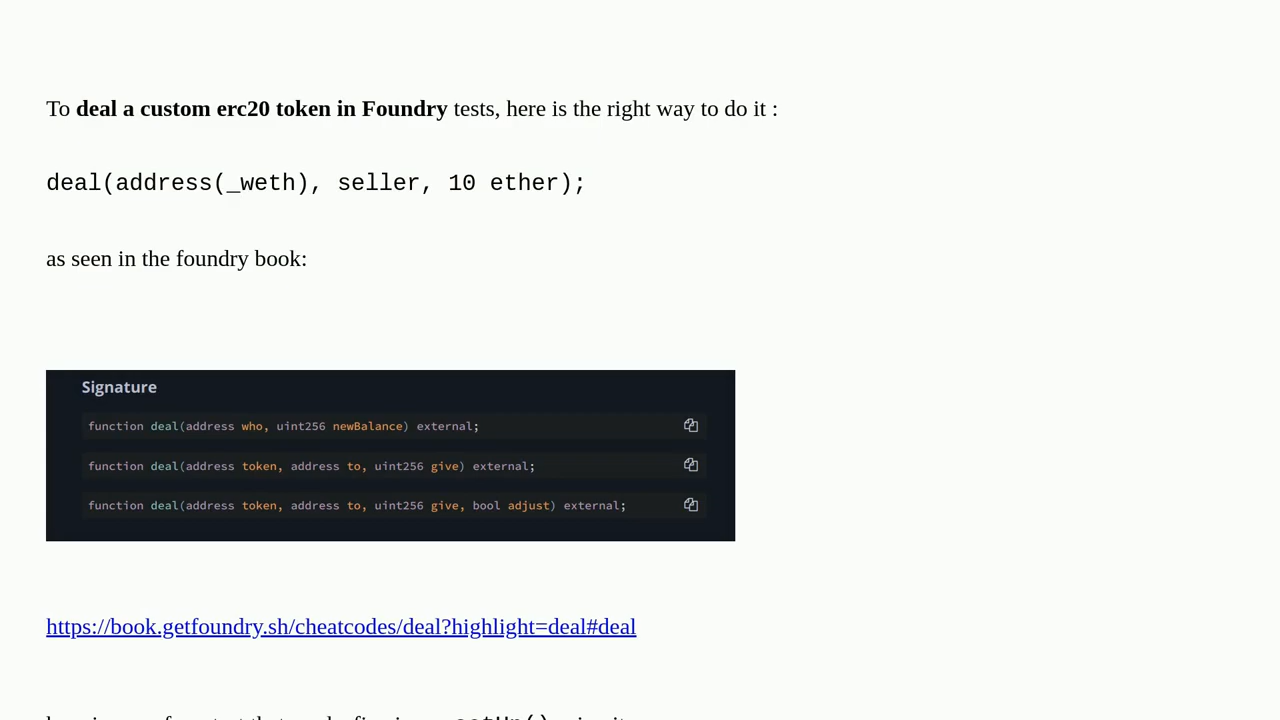 To deal a custom erc20 token in Foundry tests, here is the right way to do it :
deal(address(_weth), seller, 10 ether);
as seen in the foundry book:
Signature
function deal(address who, uint256 newBalance) external;
function deal(address token, address to, uint256 give) external;
function deal(address token, address to, uint256 give, bool adjust) external;
https://book.getfoundry.sh/cheatcodes/deal?highlight=deal#deal